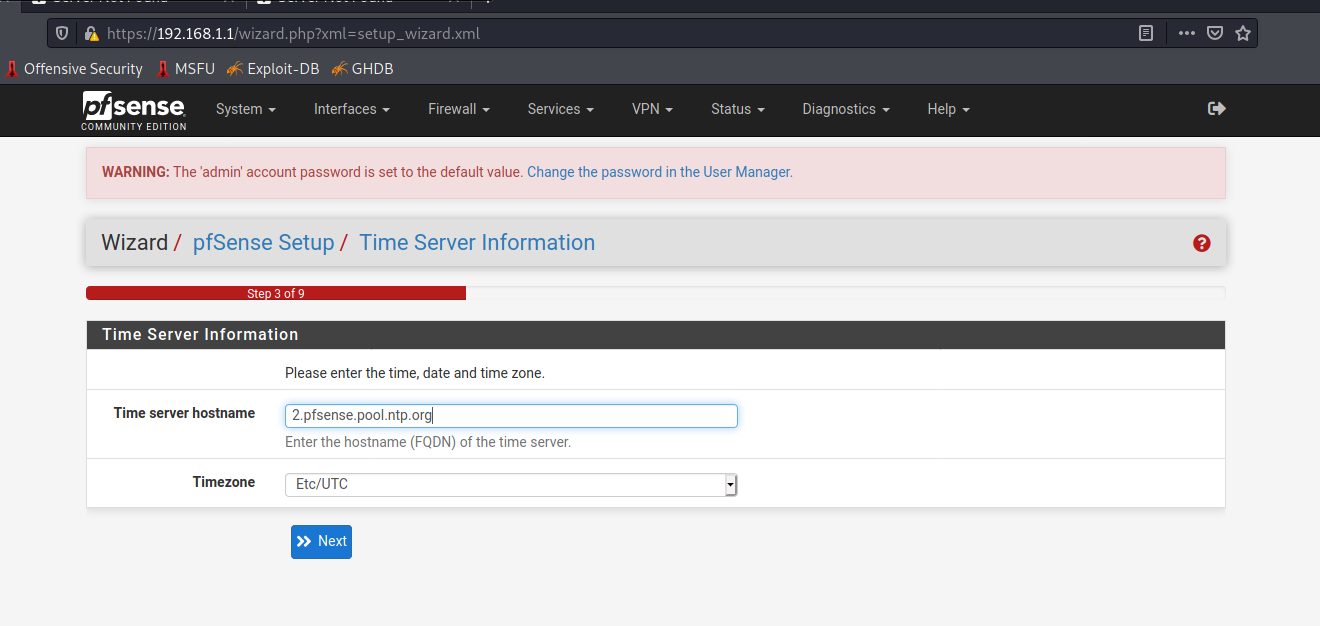 https://192.168.1.1/wizard.php?xml=setup_wizard.xml
Offensive Security MSFU Exploit-DB GHDB
pfsense
COMMUNITY EDITION
System Interfaces Firewall Services VPN Status Diagnostics Help
WARNING: The 'admin' account password is set to the default value. Change the password in the User Manager.
Wizard / pfSense Setup / Time Server Information
Step 3 of 9
Time Server Information
Please enter the time, date and time zone.
Time server hostname 2.pfsense.pool.ntp.org
Enter the hostname (FQDN) of the time server.
Timezone Etc/UTC
Next